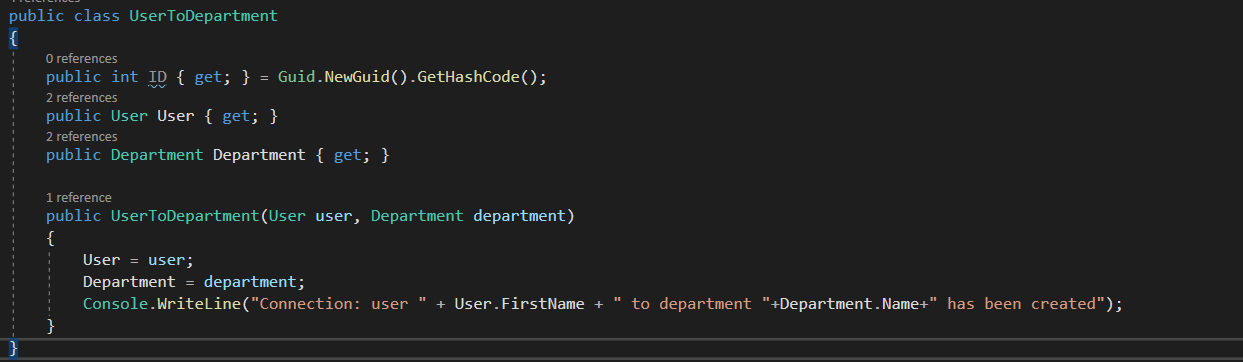 public class UserToDepartment
{
0 references
public int ID { get; } = Guid.NewGuid().GetHashCode();
2 references
public User User { get; }
2 references
public Department Department { get; }
1 reference
public UserToDepartment(User user, Department department)
{
User = user;
Department = department;
Console.WriteLine("Connection: user " + User.FirstName + " to department "+Department.Name+" has been created");
}
}